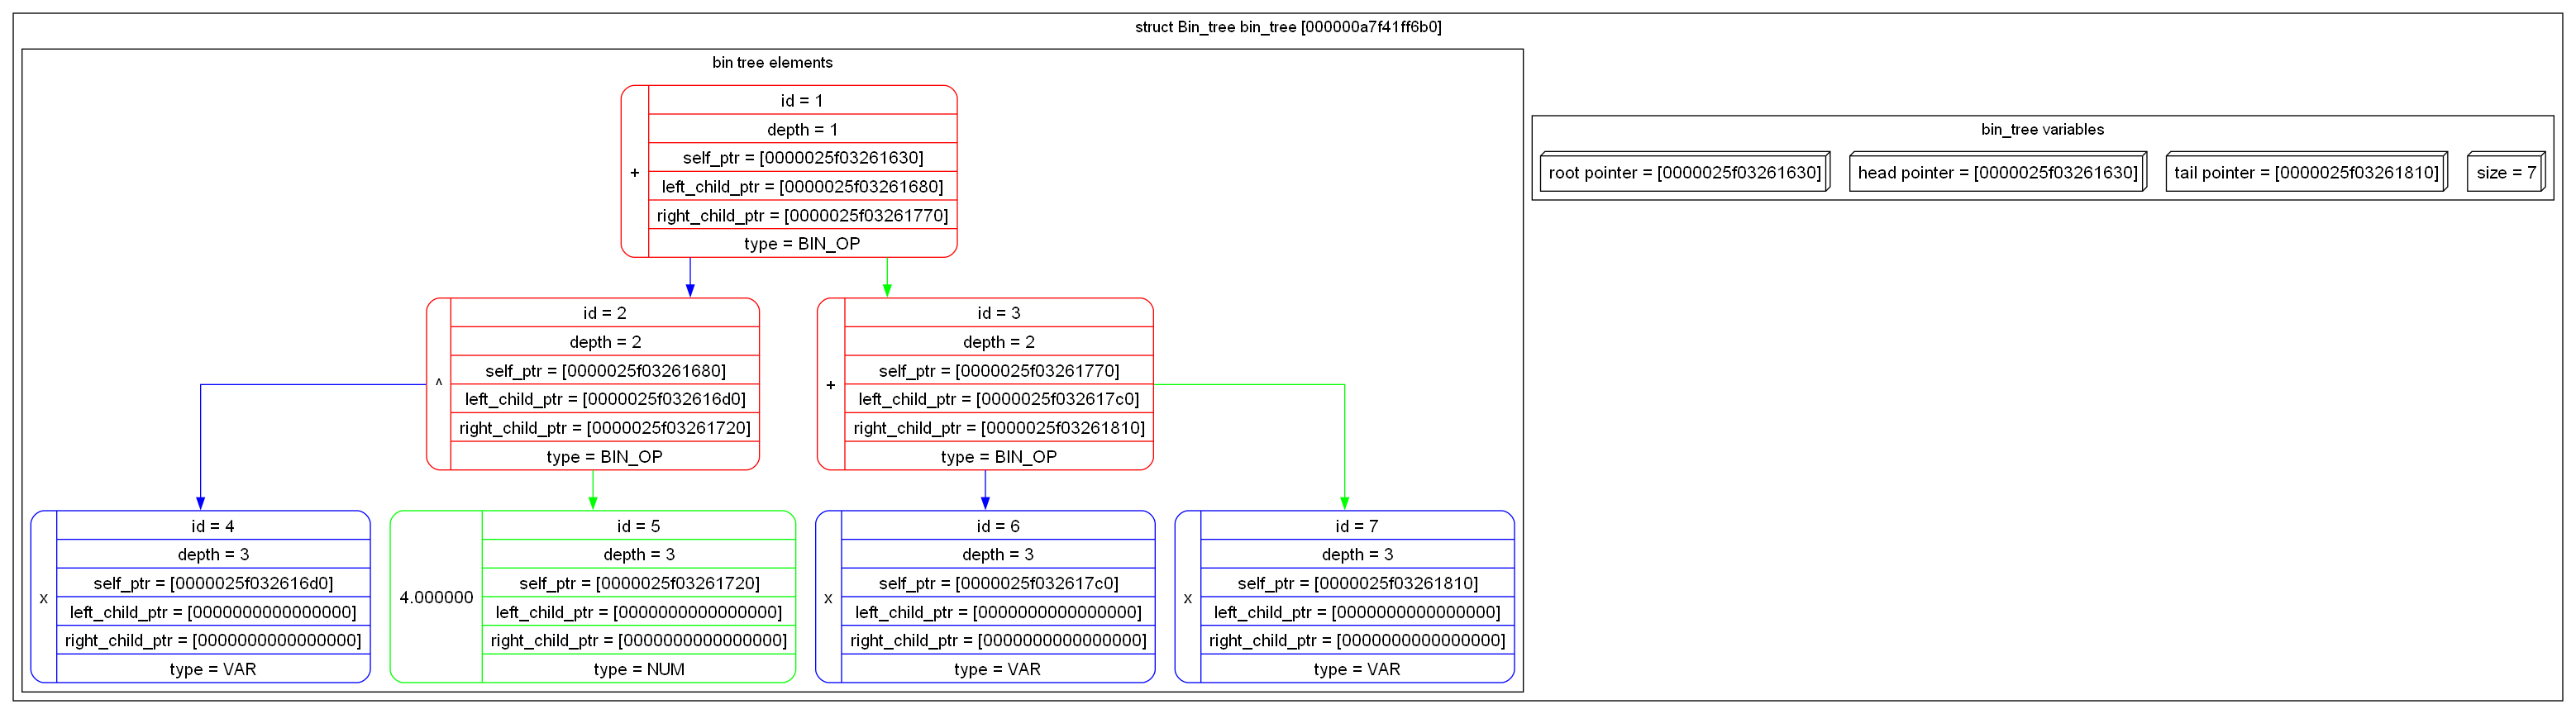 struct Bin_tree bin_tree [000000a7f41ff6b0]
bin tree elements
+
id = 1
depth = 1
self_ptr = [0000025f03261630]
left_child_ptr = [0000025f03261680]
right_child_ptr = [0000025f03261770]
type = BIN_OP
^
id = 2
depth = 2
self_ptr = [0000025f03261680]
left_child_ptr = [0000025f032616d0]
right_child_ptr = [0000025f03261720]
type = BIN_OP
+
id = 3
depth = 2
self_ptr = [0000025f03261770]
left_child_ptr = [0000025f032617c0]
right_child_ptr = [0000025f03261810]
type = BIN_OP
x
id = 4
depth = 3
self_ptr = [0000025f032616d0]
left_child_ptr = [0000000000000000]
right_child_ptr = [0000000000000000]
type = VAR
4.000000
id = 5
depth = 3
self_ptr = [0000025f03261720]
left_child_ptr = [0000000000000000]
right_child_ptr = [0000000000000000]
type = NUM
x
id = 6
depth = 3
self_ptr = [0000025f032617c0]
left_child_ptr = [0000000000000000]
right_child_ptr = [0000000000000000]
type = VAR
x
id = 7
depth = 3
self_ptr = [0000025f03261810]
left_child_ptr = [0000000000000000]
right_child_ptr = [0000000000000000]
type = VAR
bin_tree variables
root pointer = [0000025f03261630]
head pointer = [0000025f03261630]
tail pointer = [0000025f03261810]
size = 7